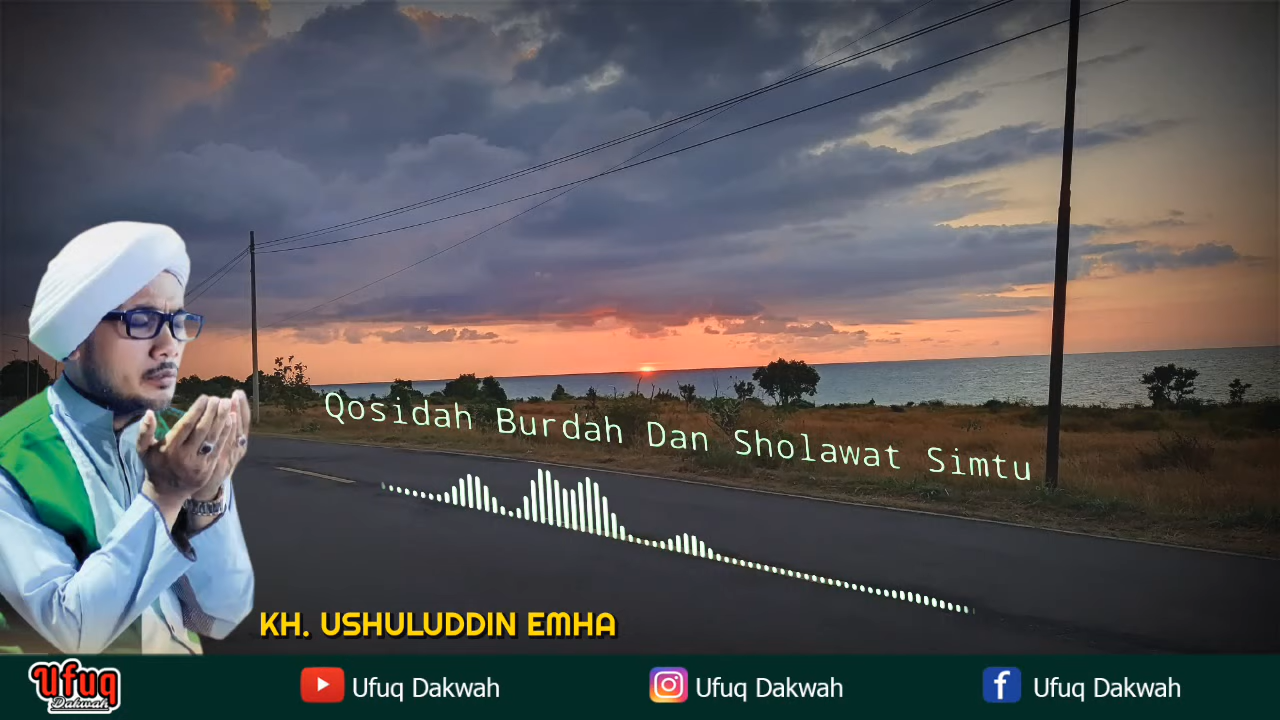 Qosidah Burdah Dan Sholawat Simtu
KH. USHULUDDIN EMHA
Ufuq
Dakwah
Ufuq Dakwah
Ufuq Dakwah
Ufuq Dakwah